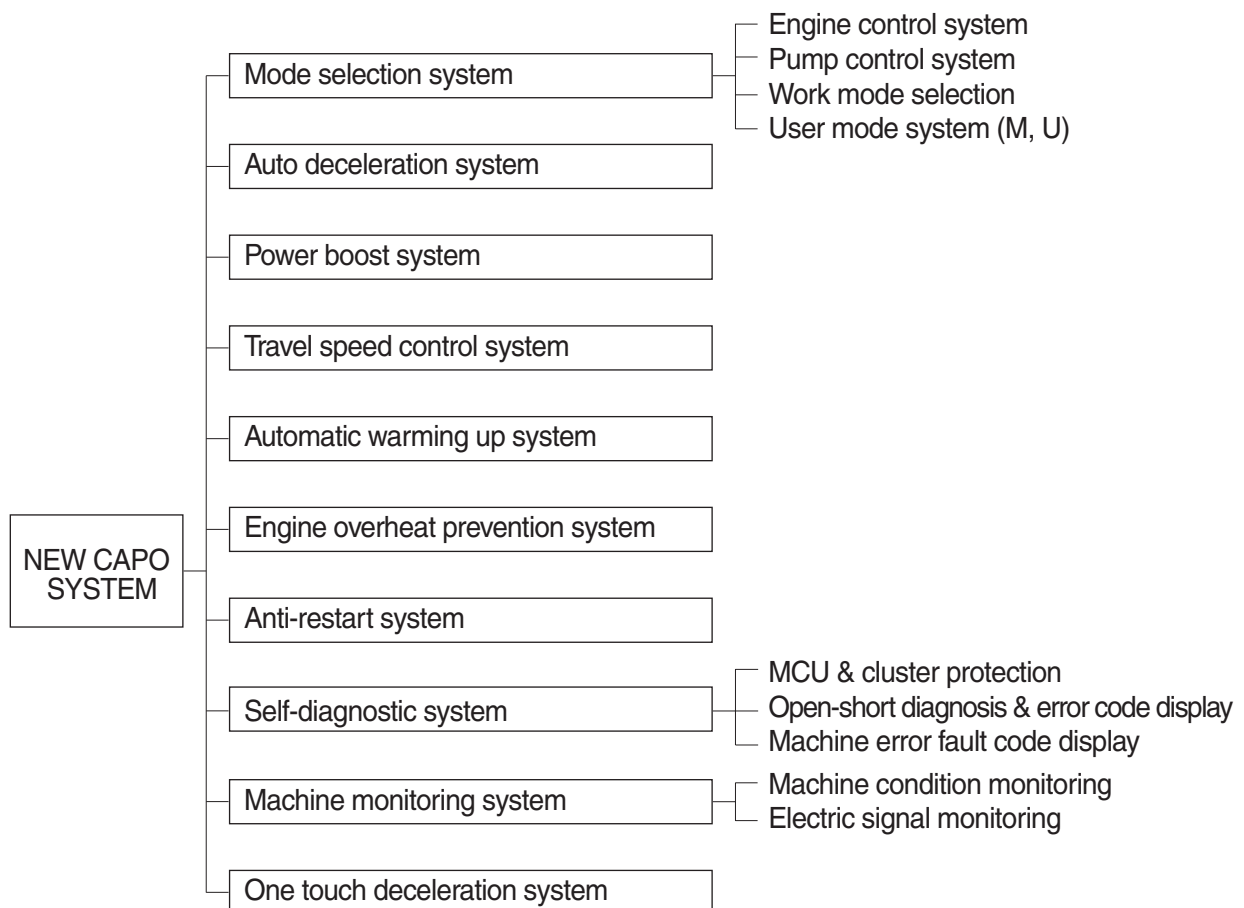 Engine control system
Mode selection system
Pump control system
Work mode selection
User mode system (M, U)
Auto deceleration system
Power boost system
Travel speed control system
Automatic warming up system
Engine overheat prevention system
NEW CAPO
SYSTEM
Anti-restart system
MCU & cluster protection
Self-diagnostic system
Open-short diagnosis & error code display
Machine error fault code display
Machine monitoring system
Machine condition monitoring
Electric signal monitoring
One touch deceleration system